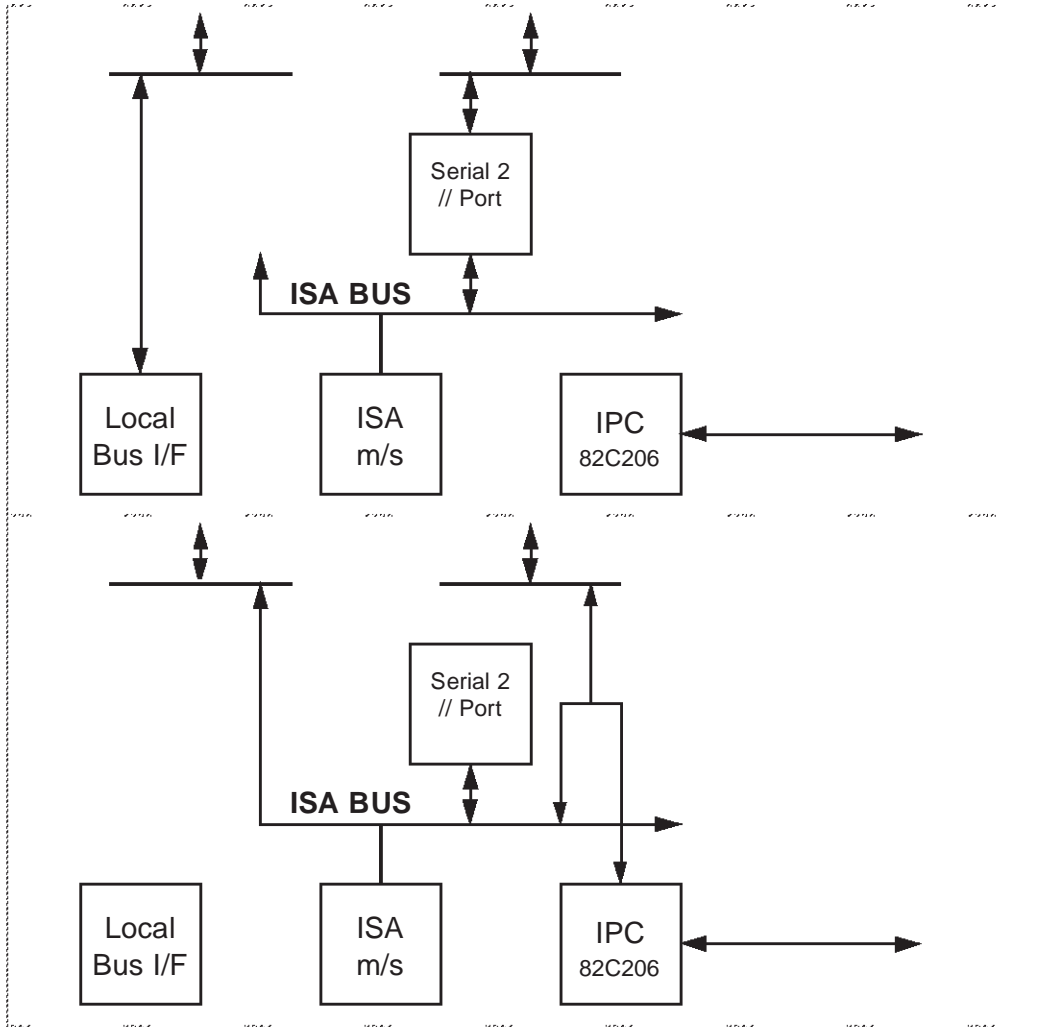 Serial 2
// Port
ISA BUS
Local
Bus I/F
ISA
m/s
IPC
82C206
Serial 2
// Port
ISA BUS
Local
Bus I/F
ISA
m/s
IPC
82C206